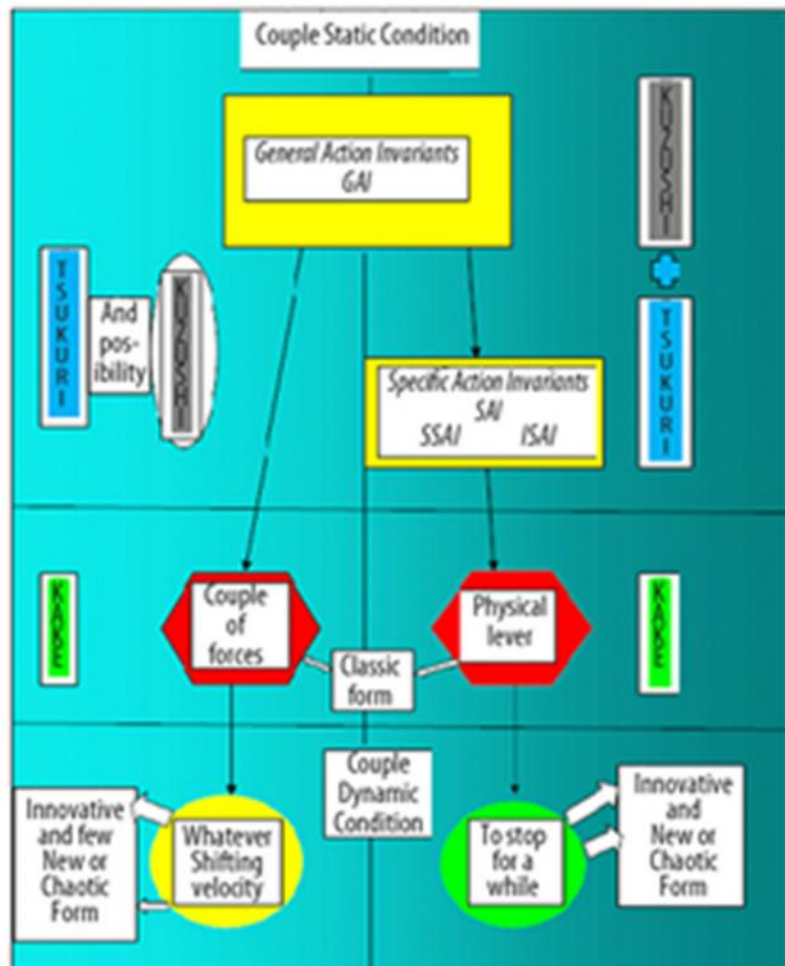 Couple Static Condition
General Action Invariants
GAI
KUZUSHI
TSUKURI
And
pos-
ibility
KUZUSHI
TSUKURI
Specific Action Invariants
SAI
SSAI ISAI
KAKE
Couple
of
forces
Physical
lever
KAKE
Classic
form
Couple
Dynamic
Condition
Innovative
and few
New or
Chaotic
Form
Whatever
Shifting
velocity
To stop
for a
while
Innovative
and
New or
Chaotic
Form